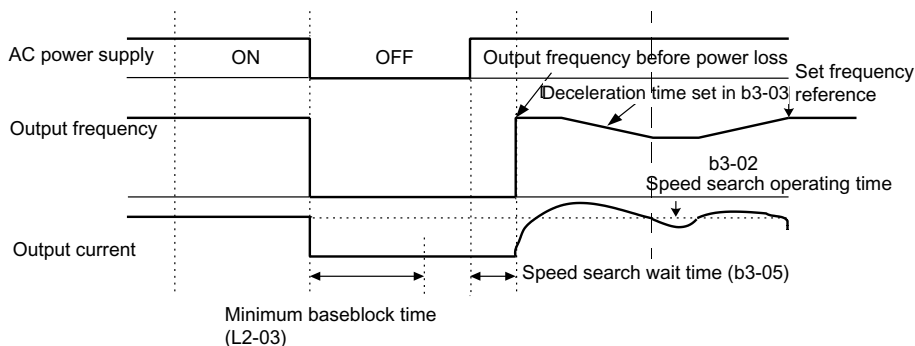 AC power supply
ON
OFF
Output frequency before power loss
Deceleration time set in b3-03
Set frequency
reference
Output frequency
b3-02
Speed search operating time
Output current
Speed search wait time (b3-05)
Minimum baseblock time
(L2-03)